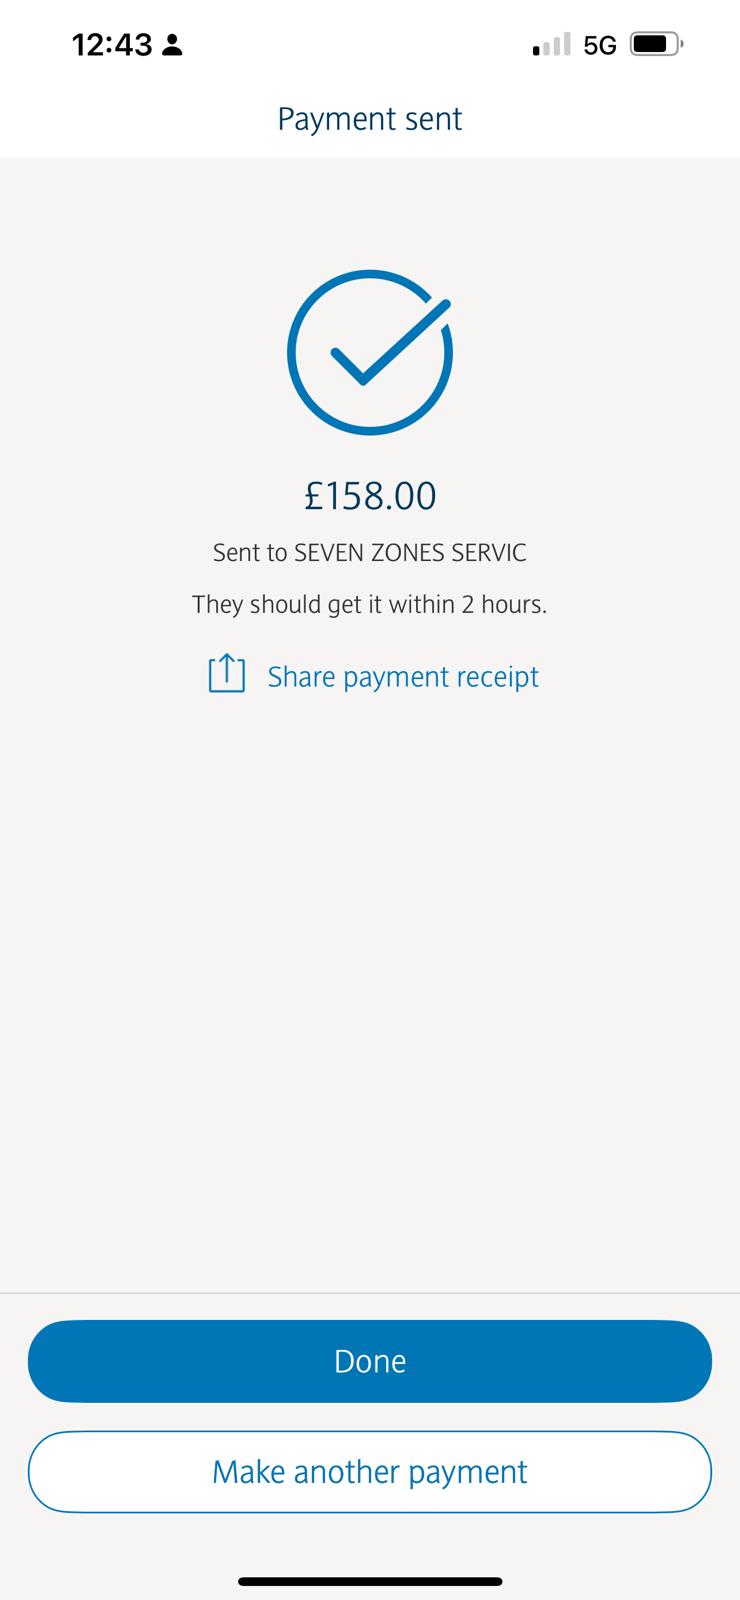 12:43
5G
Payment sent
£158.00
Sent to SEVEN ZONES SERVIC
They should get it within 2 hours.
Share payment receipt
Done
Make another payment